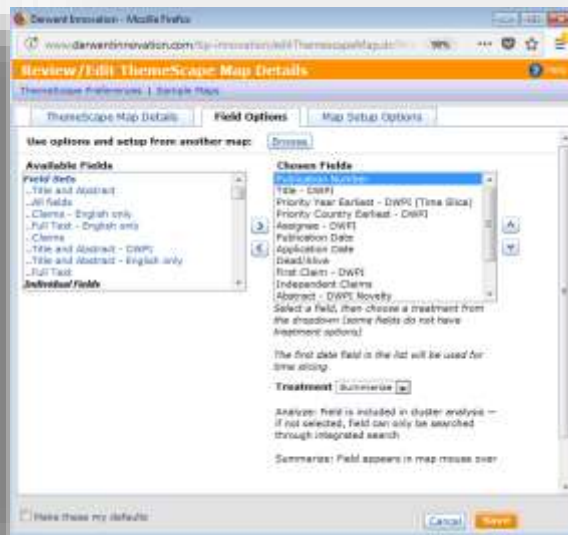 Derwent Innovation - Mozilla Firefox
www.derwentinnovation.com
90%
Review/Edit ThemeScape Map Details
ThemeScape Preferences | Sample Maps
ThemeScape Map Details
Field Options
Map Setup Options
Use options and setup from another map:
Browse
Available Fields
Field Sets
..Title and Abstract
..All fields
..Claims - English only
..Full Text - English only
..Claims
..Title and Abstract - DWPI
..Title and Abstract - English only
..Full Text
Individual Fields
Chosen Fields
Publication Number
Title - DWPI
Priority Year Earliest - DWPI (Time Slice)
Priority Country Earliest - DWPI
Assignee - DWPI
Publication Date
Application Date
Dead/Alive
First Claim - DWPI
Independent Claims
Abstract - DWPI Novelty
Select a field, then choose a treatment from
the dropdown (some fields do not have
treatment options)
The first date field in the list will be used for
time slicing
Treatment Summarize
Analyze: Field is included in cluster analysis —
if not selected, field can only be searched
through integrated search
Summarize: Field appears in map mouse over
Make these my defaults
Cancel
Save